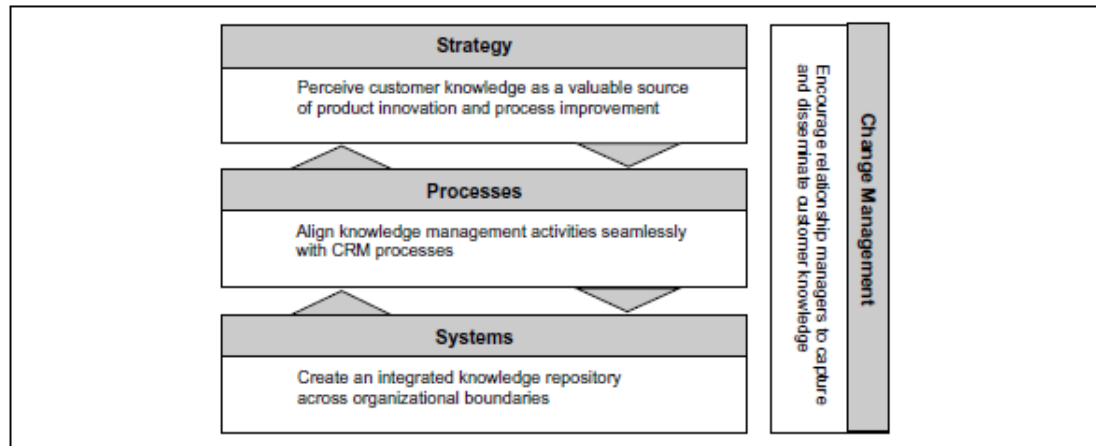 Strategy
Perceive customer knowledge as a valuable source
of product innovation and process improvement
Processes
Align knowledge management activities seamlessly
with CRM processes
Systems
Create an integrated knowledge repository
across organizational boundaries
Change Management
Encourage relationship managers to capture
and disseminate customer knowledge